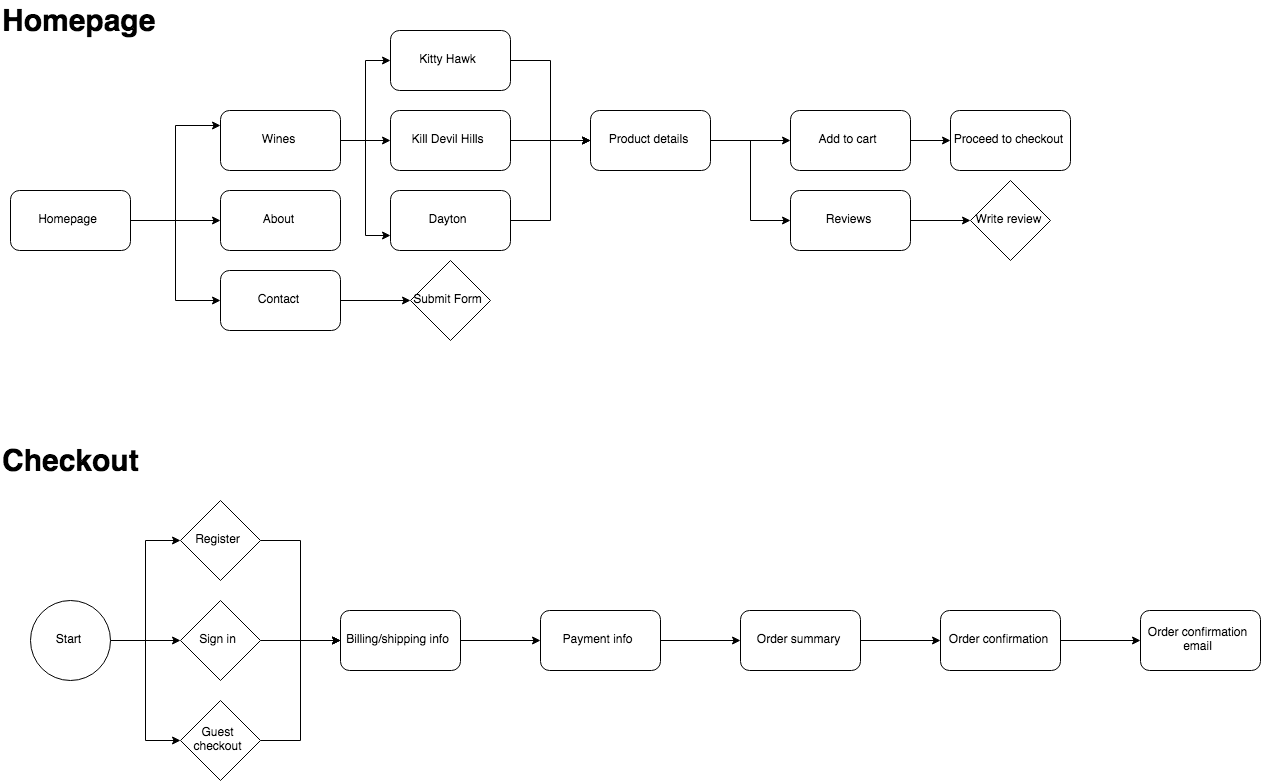 Homepage
Kitty Hawk
Wines
Kill Devil Hills
Product details
Add to cart
Proceed to checkout
Homepage
About
Dayton
Reviews
Write review
Contact
Submit Form
Checkout
Register
Start
Sign in
Billing/shipping info
Payment info
Order summary
Order confirmation
Order confirmation
email
Guest
checkout